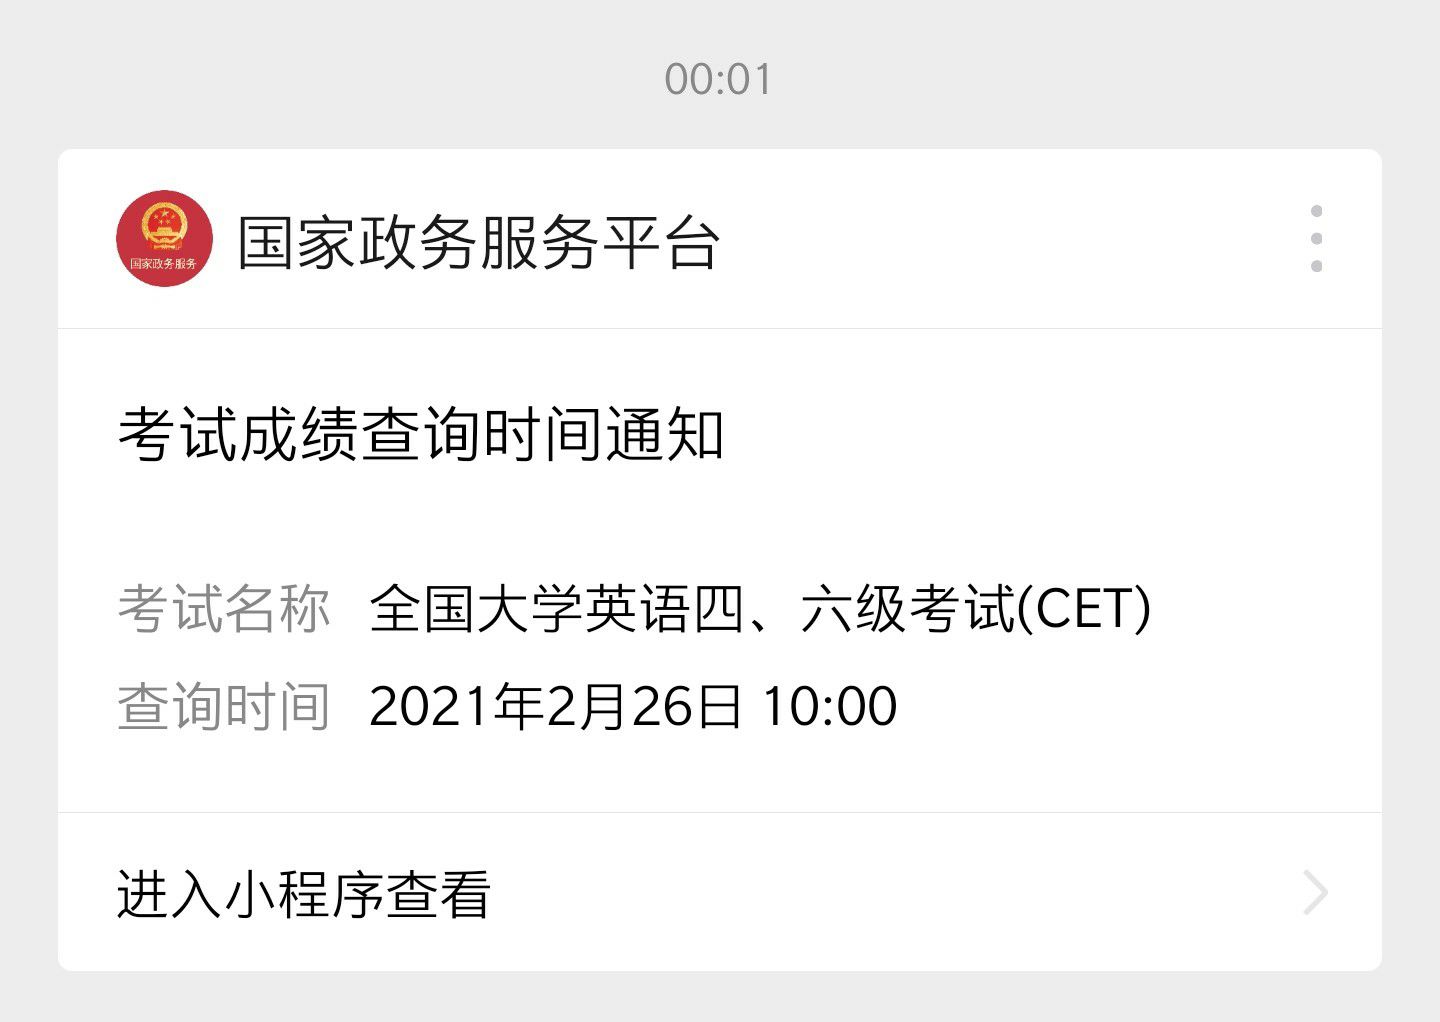 00:01
国家政务服务
国家政务服务平台
考试成绩查询时间通知
考试名称 全国大学英语四、六级考试(CET)
查询时间 2021年2月26日 10:00
进入小程序查看